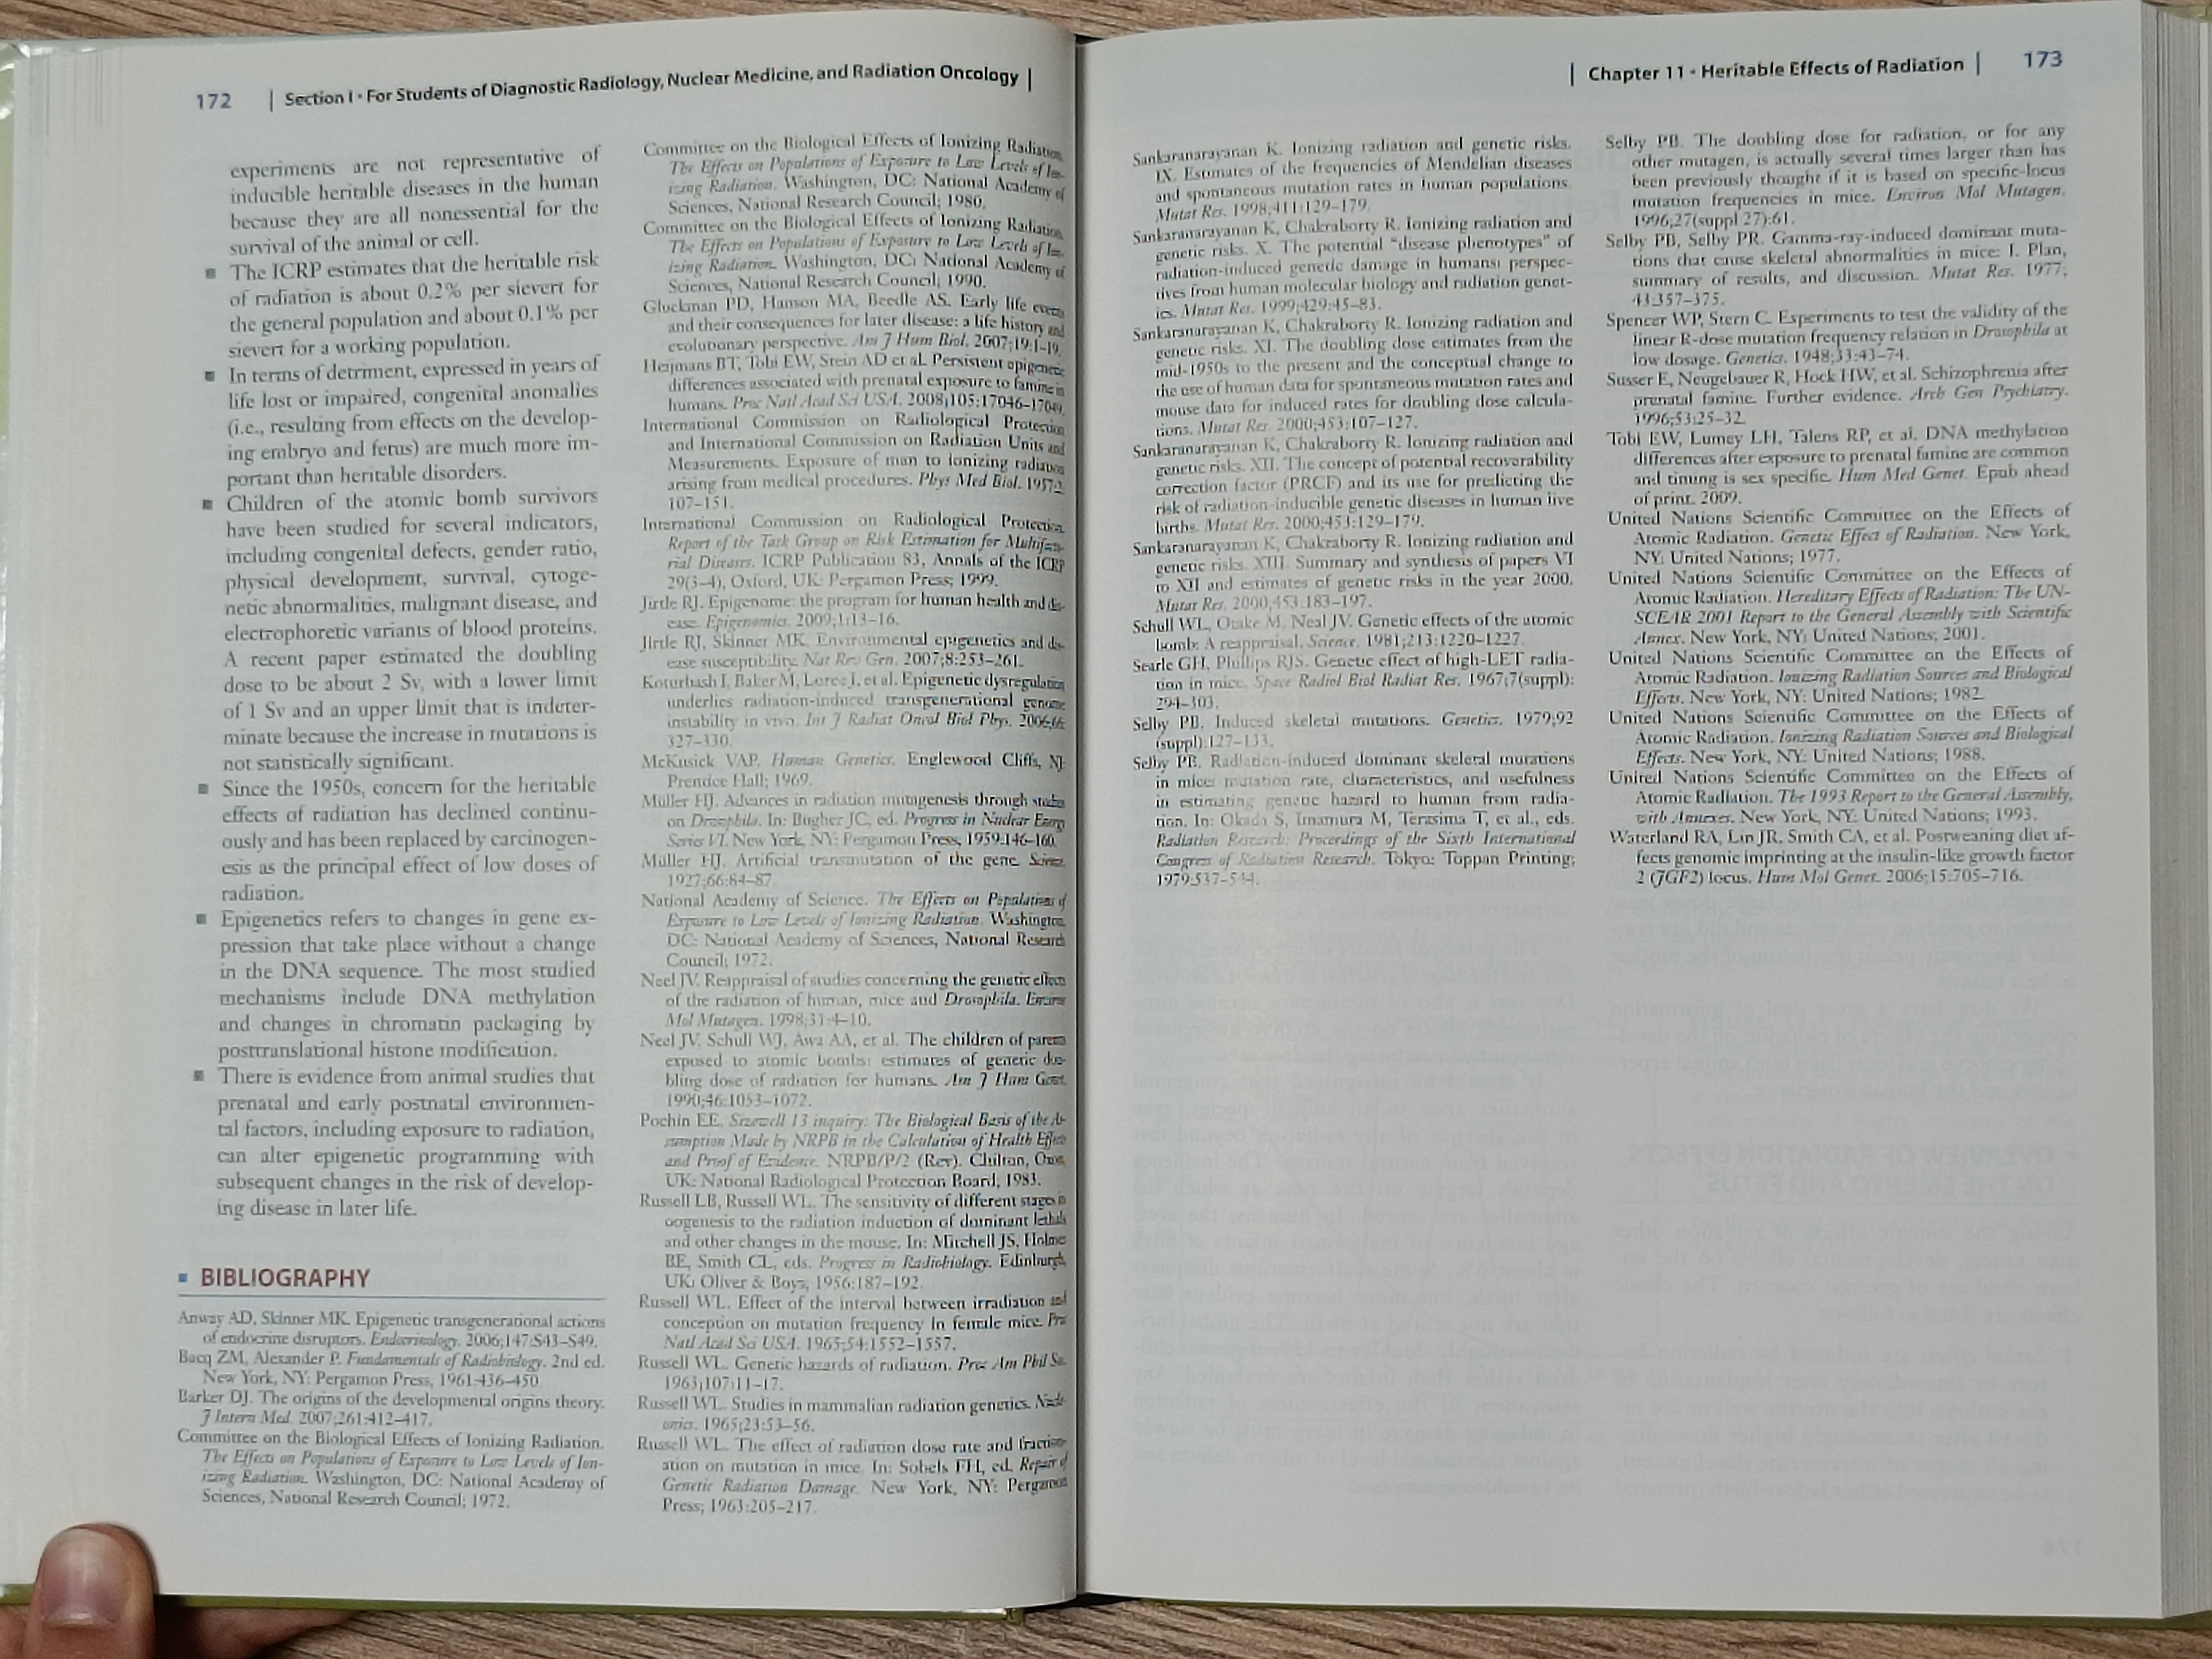 172 | Section I • For Students of Diagnostic Radiology, Nuclear Medicine, and Radiation Oncology |
experiments are not representative of
inducible heritable diseases in the human
because they are all nonessential for the
survival of the animal or cell.
■ The ICRP estimates that the heritable risk
of radiation is about 0.2% per sievert for
the general population and about 0.1% per
sievert for a working population.
■ In terms of detriment, expressed in years of
life lost or impaired, congenital anomalies
(i.e., resulting from effects on the develop-
ing embryo and fetus) are much more im-
portant than heritable disorders.
■ Children of the atomic bomb survivors
have been studied for several indicators,
including congenital defects, gender ratio,
physical development, survival, cytoge-
netic abnormalities, malignant disease, and
electrophoretic variants of blood proteins.
A recent paper estimated the doubling
dose to be about 2 Sv, with a lower limit
of 1 Sv and an upper limit that is indeter-
minate because the increase in mutations is
not statistically significant.
■ Since the 1950s, concern for the heritable
effects of radiation has declined continu-
ously and has been replaced by carcinogen-
esis as the principal effect of low doses of
radiation.
■ Epigenetics refers to changes in gene ex-
pression that take place without a change
in the DNA sequence. The most studied
mechanisms include DNA methylation
and changes in chromatin packaging by
posttranslational histone modification.
■ There is evidence from animal studies that
prenatal and early postnatal environmen-
tal factors, including exposure to radiation,
can alter epigenetic programming with
subsequent changes in the risk of develop-
ing disease in later life.
■ BIBLIOGRAPHY
Anway AD, Skinner MK. Epigenetic transgenerational actions
of endocrine disruptors. Endocrinology. 2006;147:S43–S49.
Bacq ZM, Alexander P. Fundamentals of Radiobiology. 2nd ed.
New York, NY: Pergamon Press, 1961:436–450.
Barker DJ. The origins of the developmental origins theory.
J Intern Med. 2007;261:412–417.
Committee on the Biological Effects of Ionizing Radiation.
The Effects on Populations of Exposure to Low Levels of Ion-
izing Radiation. Washington, DC: National Academy of
Sciences, National Research Council; 1972.
Committee on the Biological Effects of Ionizing Radiation.
The Effects on Populations of Exposure to Low Levels of Ion-
izing Radiation. Washington, DC: National Academy of
Sciences, National Research Council; 1980.
Committee on the Biological Effects of Ionizing Radiation.
The Effects on Populations of Exposure to Low Levels of Ion-
izing Radiation. Washington, DC: National Academy of
Sciences, National Research Council; 1990.
Gluckman PD, Hanson MA, Beedle AS. Early life events
and their consequences for later disease: a life history and
evolutionary perspective. Am J Hum Biol. 2007;19:1–19.
Heijmans BT, Tobi EW, Stein AD et al. Persistent epigenetic
differences associated with prenatal exposure to famine in
humans. Proc Natl Acad Sci USA. 2008;105:17046–17049.
International Commission on Radiological Protection
and International Commission on Radiation Units and
Measurements. Exposure of man to ionizing radiation
arising from medical procedures. Phys Med Biol. 1957;2:
107–151.
International Commission on Radiological Protection.
Report of the Task Group on Risk Estimation for Multifac-
rial Diseases. ICRP Publication 83, Annals of the ICRP
29(3–4), Oxford, UK: Pergamon Press; 1999.
Jirtle RJ. Epigenome: the program for human health and dis-
ease. Epigenomics. 2009;1:13–16.
Jirtle RJ, Skinner MK. Environmental epigenetics and dis-
ease susceptibility. Nat Rev Gen. 2007;8:253–261.
Koturbash I, Baker M, Loree J, et al. Epigenetic dysregulation
underlies radiation-induced transgenerational genome
instability in vivo. Int J Radiat Oncol Biol Phys. 2006;66:
327–330.
McKusick VAP. Human Genetics. Englewood Cliffs, NJ:
Prentice Hall; 1969.
Müller HJ. Advances in radiation mutagenesis through studies
on Drosophila. In: Bugher JC, ed. Progress in Nuclear Energy
Series VI. New York, NY: Pergamon Press, 1959:146–160.
Müller HJ. Artificial transmutation of the gene. Science.
1927;66:84–87.
National Academy of Science. The Effects on Populations of
Exposure to Low Levels of Ionizing Radiation. Washington,
DC: National Academy of Sciences, National Research
Council; 1972.
Neel JV. Reappraisal of studies concerning the genetic effects
of the radiation of human, mice and Drosophila. Environ
Mol Mutagen. 1998;31:4–10.
Neel JV, Schull WJ, Awa AA, et al. The children of parents
exposed to atomic bombs: estimates of genetic dou-
bling dose of radiation for humans. Am J Hum Genet.
1990;46:1053–1072.
Pochin EE. Sizewell 13 inquiry: The Biological Basis of the As-
sumption Made by NRPB in the Calculation of Health Effects
and Proof of Evidence. NRPB/P/2 (Rev). Chilton, Oxon,
UK: National Radiological Protection Board, 1983.
Russell LB, Russell WL. The sensitivity of different stages in
oogenesis to the radiation induction of dominant lethals
and other changes in the mouse. In: Mitchell JS, Holmes
BE, Smith CL, eds. Progress in Radiobiology. Edinburgh,
UK: Oliver & Boys, 1956:187–192.
Russell WL. Effect of the interval between irradiation and
conception on mutation frequency in female mice. Proc
Natl Acad Sci USA. 1965;54:1552–1557.
Russell WL. Genetic hazards of radiation. Proc Am Phil Soc.
1963;107:11–17.
Russell WL. Studies in mammalian radiation genetics. Nucle-
onics. 1965;23:53–56.
Russell WL. The effect of radiation dose rate and fraction-
ation on mutation in mice. In: Sobels FH, ed. Repair of
Genetic Radiation Damage. New York, NY: Pergamon
Press; 1963:205–217.
| Chapter 11 • Heritable Effects of Radiation | 173
Sankaranarayanan K. Ionizing radiation and genetic risks.
IX. Estimates of the frequencies of Mendelian diseases
and spontaneous mutation rates in human populations.
Mutat Res. 1998;411:129–179.
Sankaranarayanan K, Chakraborty R. Ionizing radiation and
genetic risks. X. The potential “disease phenotypes” of
radiation-induced genetic damage in humans: perspec-
tives from human molecular biology and radiation genet-
ics. Mutat Res. 1999;429:45–83.
Sankaranarayanan K, Chakraborty R. Ionizing radiation and
genetic risks. XI. The doubling dose estimates from the
mid-1950s to the present and the conceptual change to
the use of human data for spontaneous mutation rates and
mouse data for induced rates for doubling dose calcula-
tions. Mutat Res. 2000;453:107–127.
Sankaranarayanan K, Chakraborty R. Ionizing radiation and
genetic risks. XII. The concept of potential recoverability
correction factor (PRCF) and its use for predicting the
risk of radiation-inducible genetic diseases in human live
births. Mutat Res. 2000;453:129–179.
Sankaranarayanan K, Chakraborty R. Ionizing radiation and
genetic risks. XIII. Summary and synthesis of papers VI
to XII and estimates of genetic risks in the year 2000.
Mutat Res. 2000;453:183–197.
Schull WL, Otake M, Neal JV. Genetic effects of the atomic
bomb: A reappraisal, Science. 1981;213:1220–1227.
Searle GH, Phillips RJS. Genetic effect of high-LET radia-
tion in mice. Space Radiol Biol Radiat Res. 1967;7(suppl):
294–303.
Selby PB. Induced skeletal mutations. Genetics. 1979;92
(suppl):127–133.
Selby PB. Radiation-induced dominant skeletal murations
in mice: mutation rate, characteristics, and usefulness
in estimating genetic hazard to human from radia-
tion. In: Okada S, Imamura M, Terasima T, et al., eds.
Radiation Research: Proceedings of the Sixth International
Congress of Radiation Research. Tokyo: Toppan Printing;
1979:537–544.
Selby PB. The doubling dose for radiation, or for any
other mutagen, is actually several times larger than has
been previously thought if it is based on specific-locus
mutation frequencies in mice. Environ Mol Mutagen.
1996;27(suppl 27):61.
Selby PB, Selby PR. Gamma-ray-induced dominant muta-
tions that cause skeletal abnormalities in mice: I. Plan,
summary of results, and discussion. Mutat Res. 1977;
43:357–375.
Spencer WP, Stern C. Experiments to test the validity of the
linear R-dose mutation frequency relation in Drosophila at
low dosage. Genetics. 1948;33:43–74.
Susser E, Neugebauer R, Hock HW, et al. Schizophrenia after
prenatal famine. Further evidence. Arch Gen Psychiatry.
1996;53:25–32.
Tobi EW, Lumey LH, Talens RP, et al. DNA methylation
differences after exposure to prenatal famine are common
and timing is sex specific. Hum Med Genet. Epub ahead
of print. 2009.
United Nations Scientific Committee on the Effects of
Atomic Radiation. Genetic Effect of Radiation. New York,
NY: United Nations; 1977.
United Nations Scientific Committee on the Effects of
Atomic Radiation. Hereditary Effects of Radiation: The UN-
SCEAR 2001 Report to the General Assembly with Scientific
Annex. New York, NY: United Nations; 2001.
United Nations Scientific Committee on the Effects of
Atomic Radiation. Ionizing Radiation Sources and Biological
Effects. New York, NY: United Nations; 1982.
United Nations Scientific Committee on the Effects of
Atomic Radiation. Ionizing Radiation Sources and Biological
Effects. New York, NY: United Nations; 1988.
United Nations Scientific Committee on the Effects of
Atomic Radiation. The 1993 Report to the General Assembly,
with Annexes. New York, NY: United Nations; 1993.
Waterland RA, Lin JR, Smith CA, et al. Postweaning diet af-
fects genomic imprinting at the insulin-like growth factor
2 (JGF2) locus. Hum Mol Genet. 2006;15:705–716.